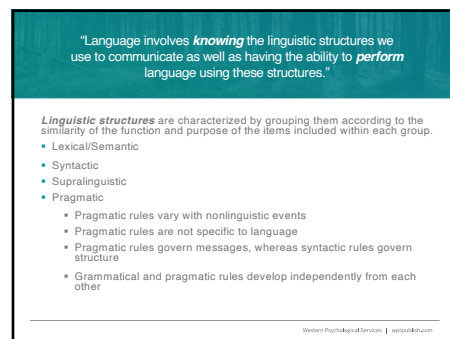 “Language involves knowing the linguistic structures we
use to communicate as well as having the ability to perform
language using these structures.”
Linguistic structures are characterized by grouping them according to the
similarity of the function and purpose of the items included within each group.
▪ Lexical/Semantic
▪ Syntactic
▪ Supralinguistic
▪ Pragmatic
▪ Pragmatic rules vary with nonlinguistic events
▪ Pragmatic rules are not specific to language
▪ Pragmatic rules govern messages, whereas syntactic rules govern
structure
▪ Grammatical and pragmatic rules develop independently from each
other
Western Psychological Services | wpspublish.com